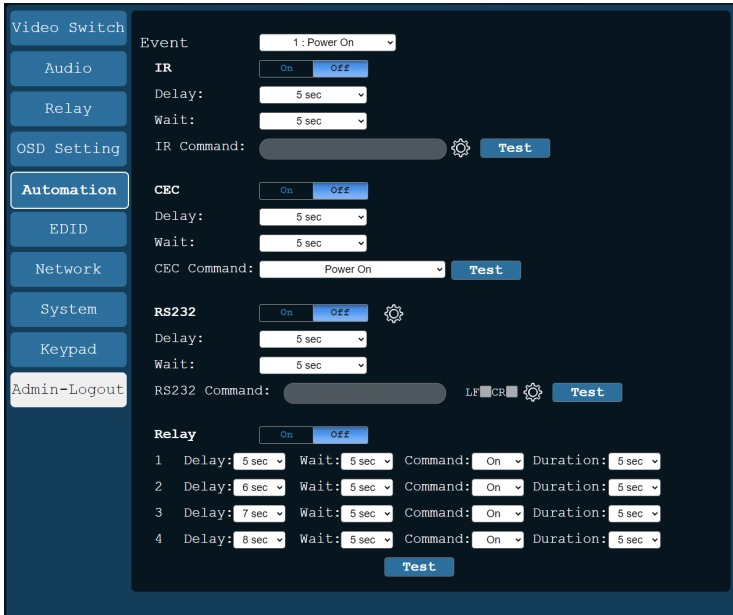 Video Switch
Audio
Relay
OSD Setting
Automation
EDID
Network
System
Keypad
Admin-Logout
Event 1 : Power On
IR On Off
Delay: 5 sec
Wait: 5 sec
IR Command: Test
CEC On Off
Delay: 5 sec
Wait: 5 sec
CEC Command: Power On Test
RS232 On Off
Delay: 5 sec
Wait: 5 sec
RS232 Command: LF CR Test
Relay On Off
1 Delay: 5 sec Wait: 5 sec Command: On Duration: 5 sec
2 Delay: 6 sec Wait: 5 sec Command: On Duration: 5 sec
3 Delay: 7 sec Wait: 5 sec Command: On Duration: 5 sec
4 Delay: 8 sec Wait: 5 sec Command: On Duration: 5 sec
Test